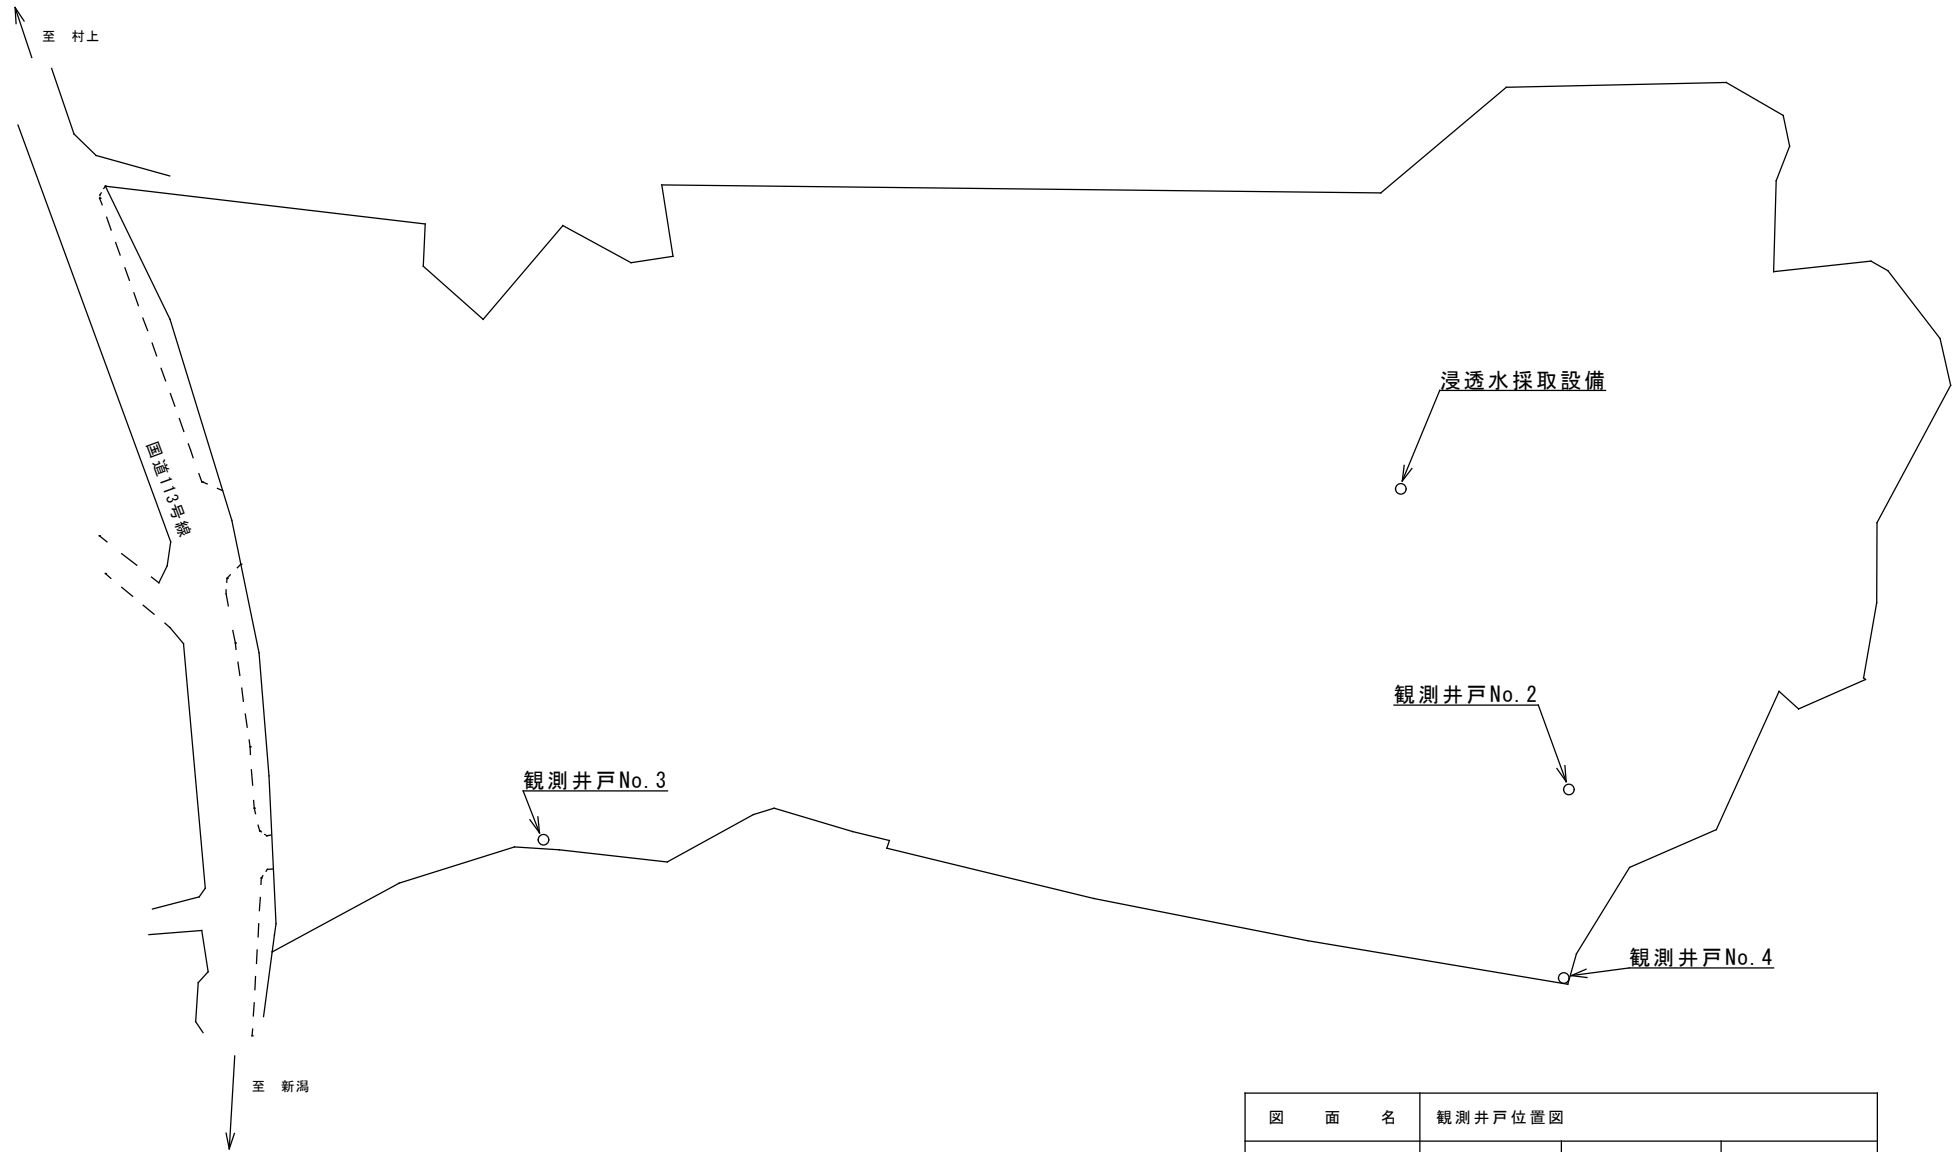 至　村上
浸透水採取設備
国道113号線
観測井戸No.2
観測井戸No.3
観測井戸No.4
至　新潟
図　面　名　観測井戸位置図